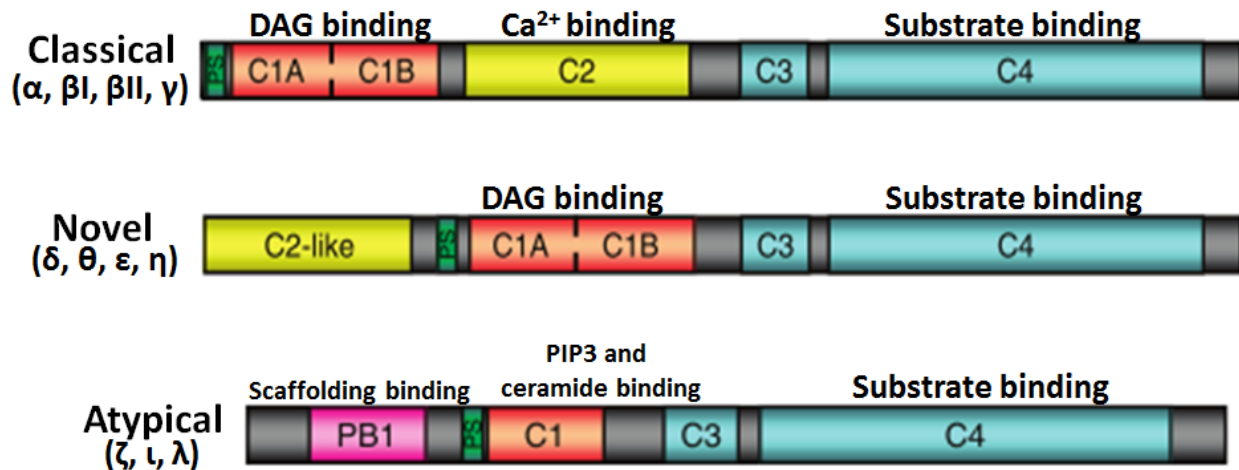 DAG binding Ca²⁺ binding Substrate binding
Classical
(α, βI, βII, γ)
PS C1A C1B C2 C3 C4
DAG binding Substrate binding
Novel
(δ, θ, ε, η)
C2-like PS C1A C1B C3 C4
PIP3 and
Scaffolding binding ceramide binding Substrate binding
Atypical
(ζ, ι, λ)
PB1 PS C1 C3 C4